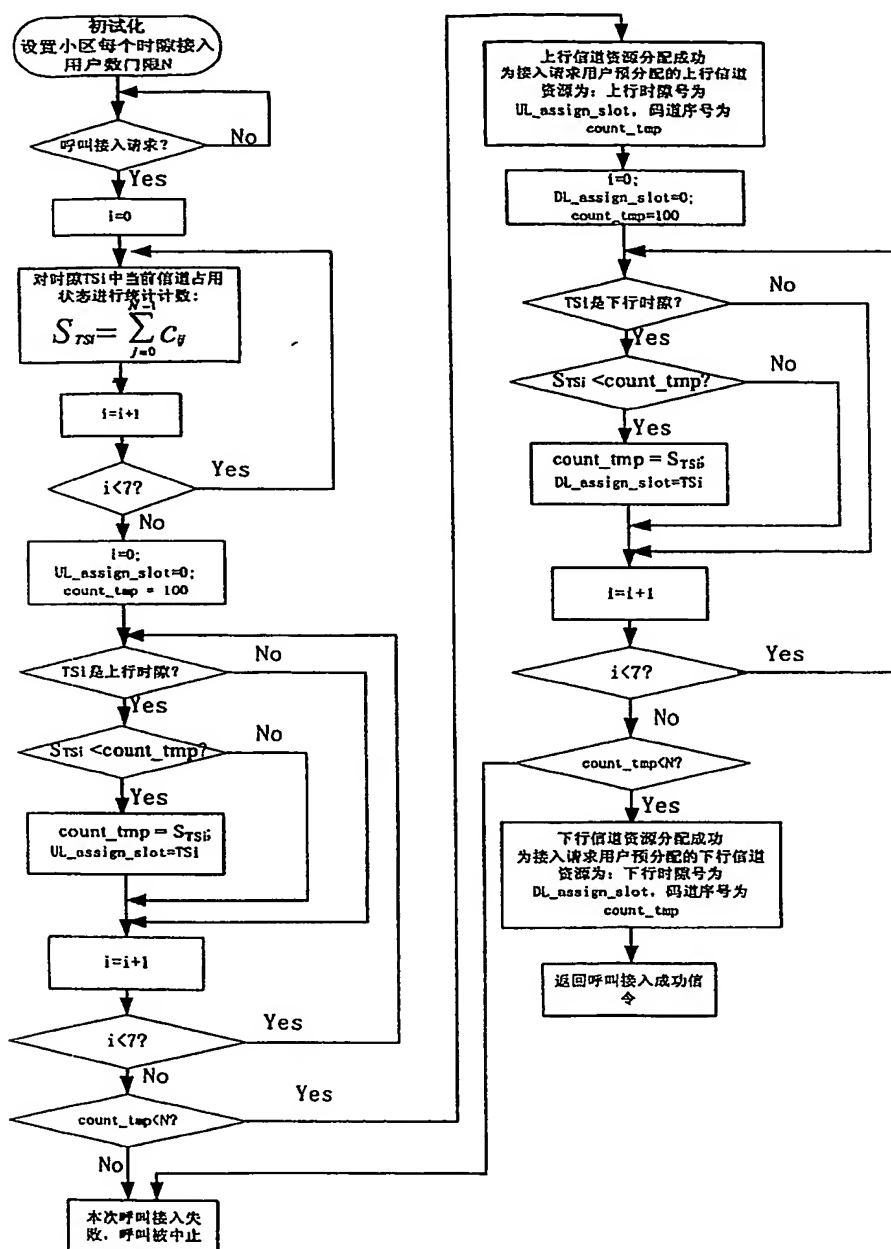 初试化
设置小区每个时隙接入
用户数门限N
呼叫接入请求?
No
Yes
i=0
对时隙TSi中当前信道占用
状态进行统计计数:
S_TSi=∑_{j=0}^{N-1} c_ij
i=i+1
i<7?
Yes
No
i=0;
UL_assign_slot=0;
count_tmp = 100
TSi是上行时隙?
No
Yes
STSi <count_tmp?
No
Yes
count_tmp = STSi;
UL_assign_slot=TSi
i=i+1
i<7?
Yes
No
count_tmp<N?
Yes
No
本次呼叫接入失
败，呼叫被中止
上行信道资源分配成功
为接入请求用户预分配的上行信道
资源为: 上行时隙号为
UL_assign_slot，码道序号为
count_tmp
i=0;
DL_assign_slot=0;
count_tmp=100
TSi是下行时隙?
No
Yes
STSi <count_tmp?
No
Yes
count_tmp = STSi;
DL_assign_slot=TSi
i=i+1
i<7?
Yes
No
count_tmp<N?
Yes
下行信道资源分配成功
为接入请求用户预分配的下行信道
资源为: 下行时隙号为
DL_assign_slot，码道序号为
count_tmp
返回呼叫接入成功信
令